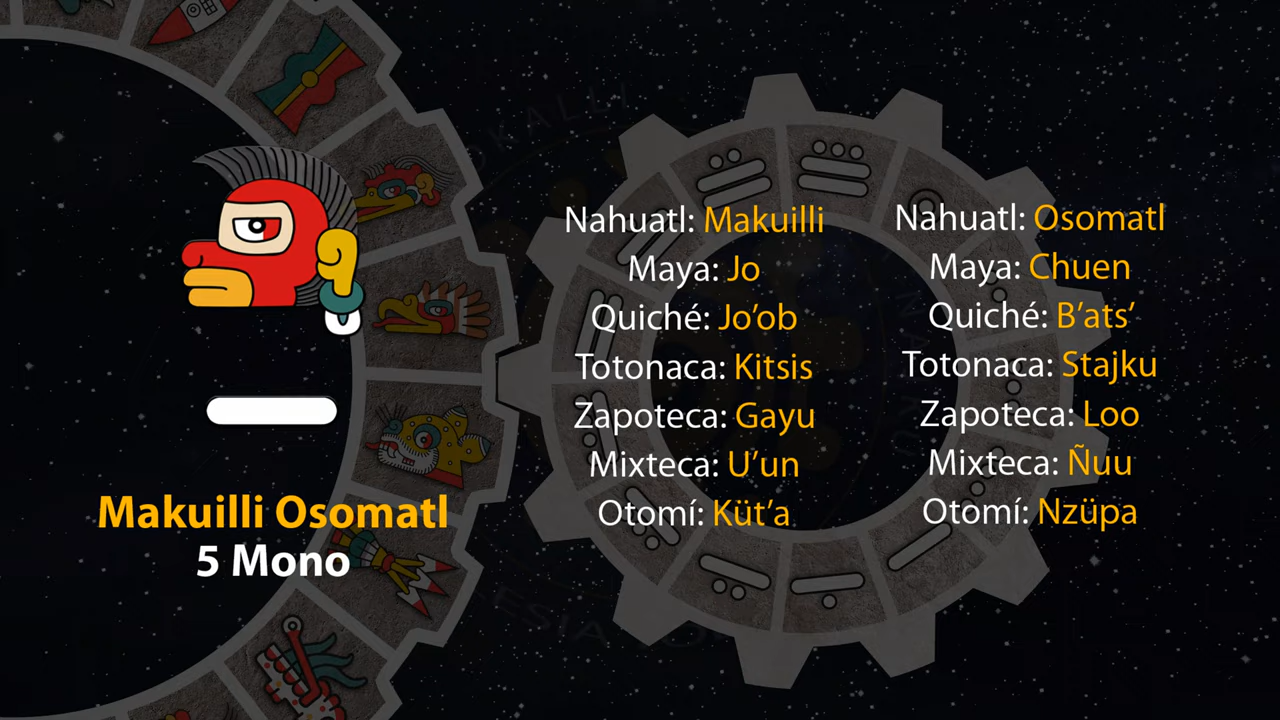 Makuilli Osomatl
5 Mono
Nahuatl: Makuilli
Maya: Jo
Quiché: Jo’ob
Totonaca: Kitsis
Zapoteca: Gayu
Mixteca: U’un
Otomí: Küt’a
Nahuatl: Osomatl
Maya: Chuen
Quiché: B’ats’
Totonaca: Stajku
Zapoteca: Loo
Mixteca: Ñuu
Otomí: Nzüpa